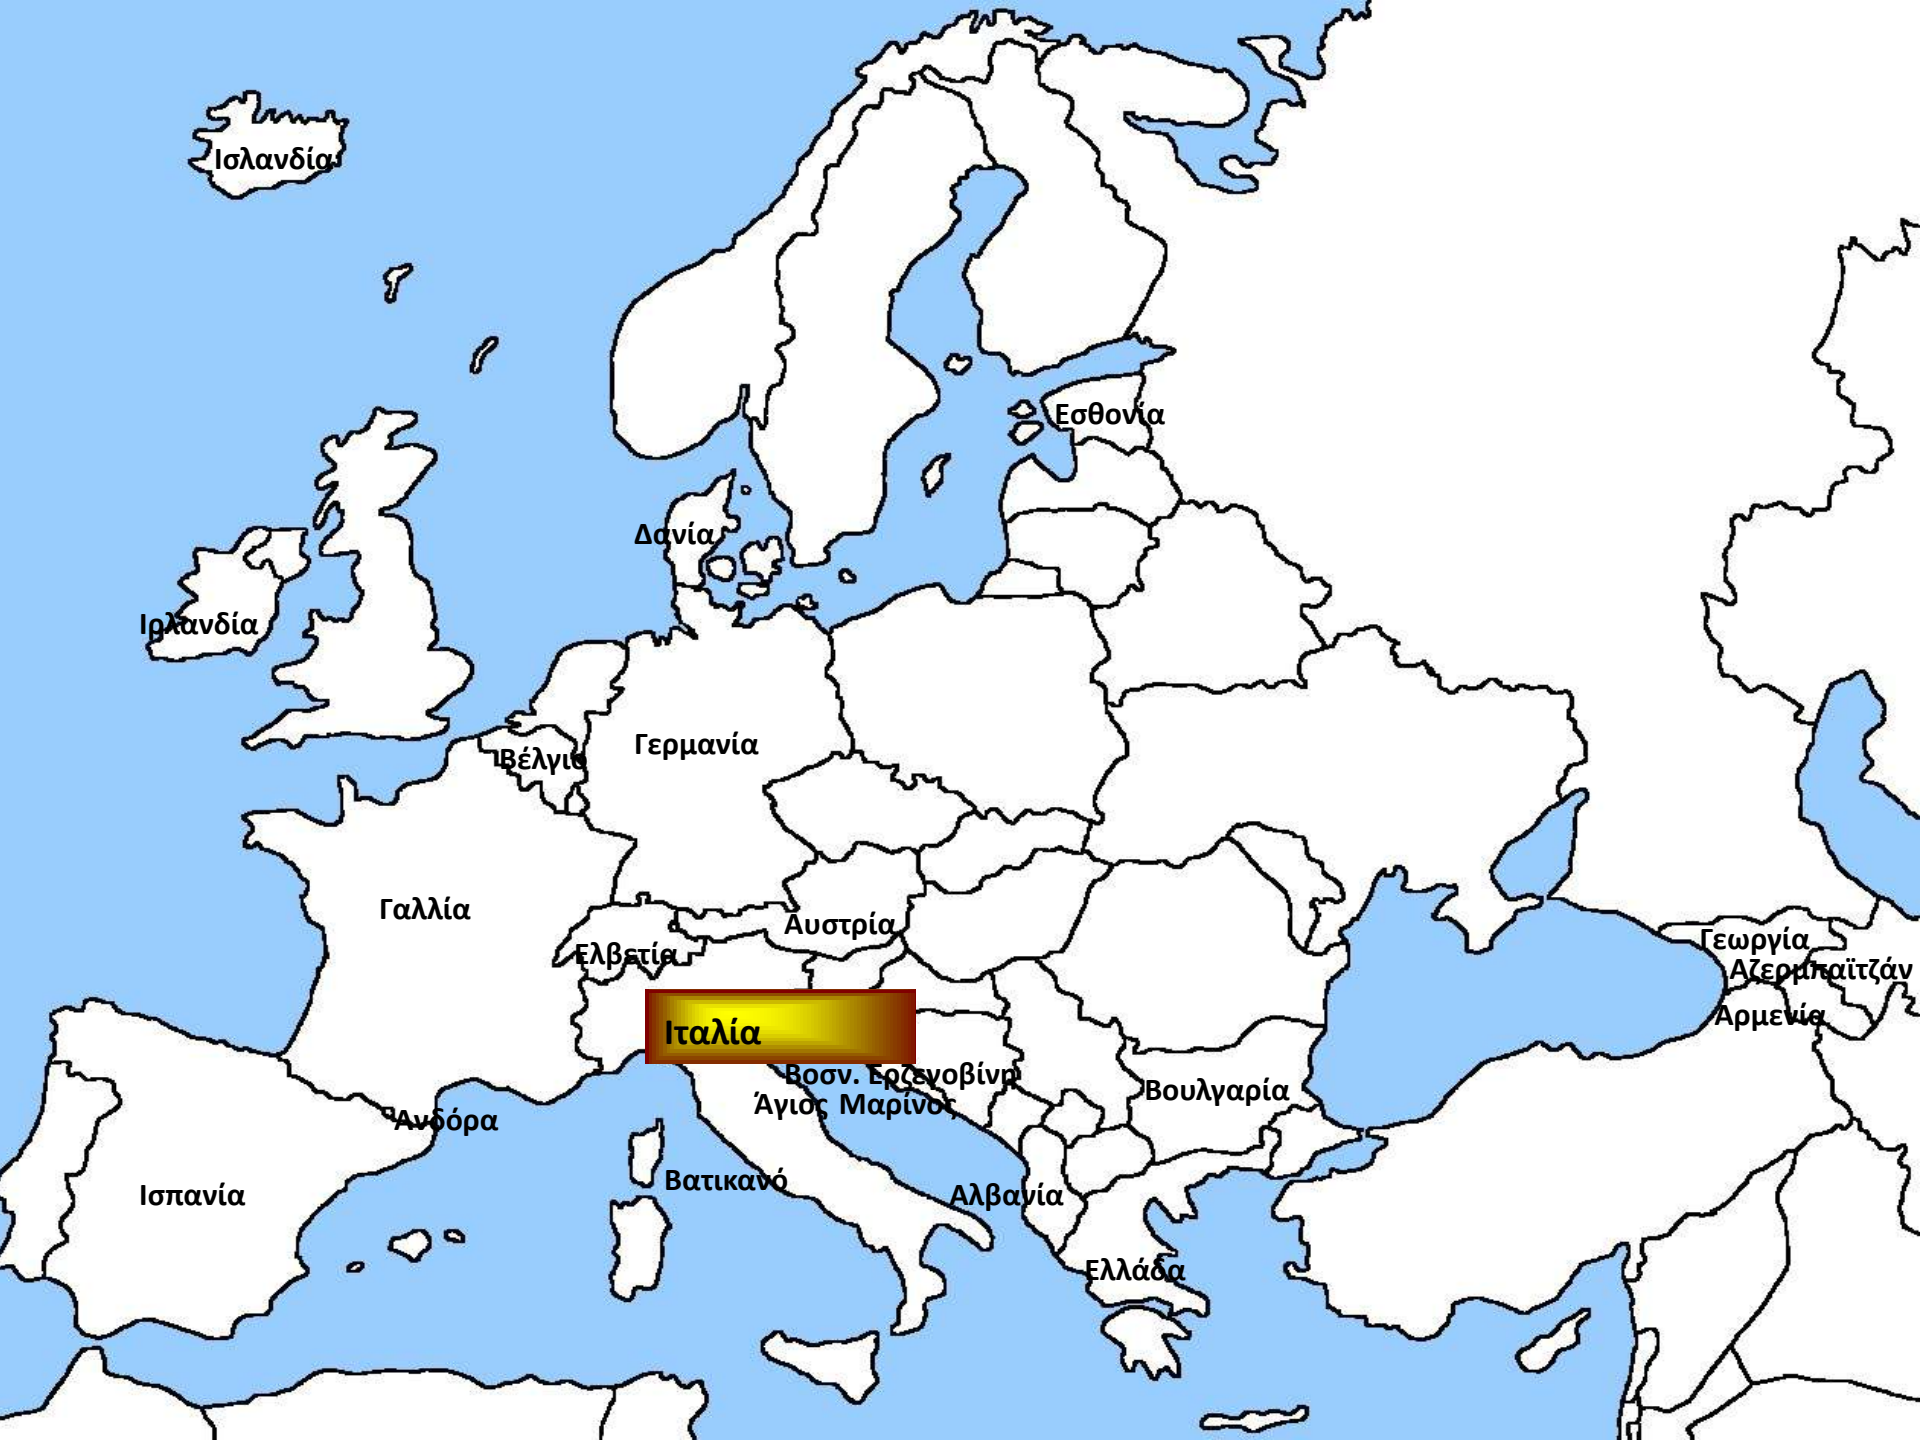 Ισλανδία
Εσθονία
Δανία
Ιρλανδία
Γερμανία
Βέλγιο
Γαλλία
Αυστρία
Ελβετία
Γεωργία
Αζερμπαϊτζάν
Αρμενία
Ιταλία
Βοσν. Ερζεγοβίνη
Βουλγαρία
Άγιος Μαρίνος
Ανδόρα
Βατικανό
Ισπανία
Αλβανία
Ελλάδα